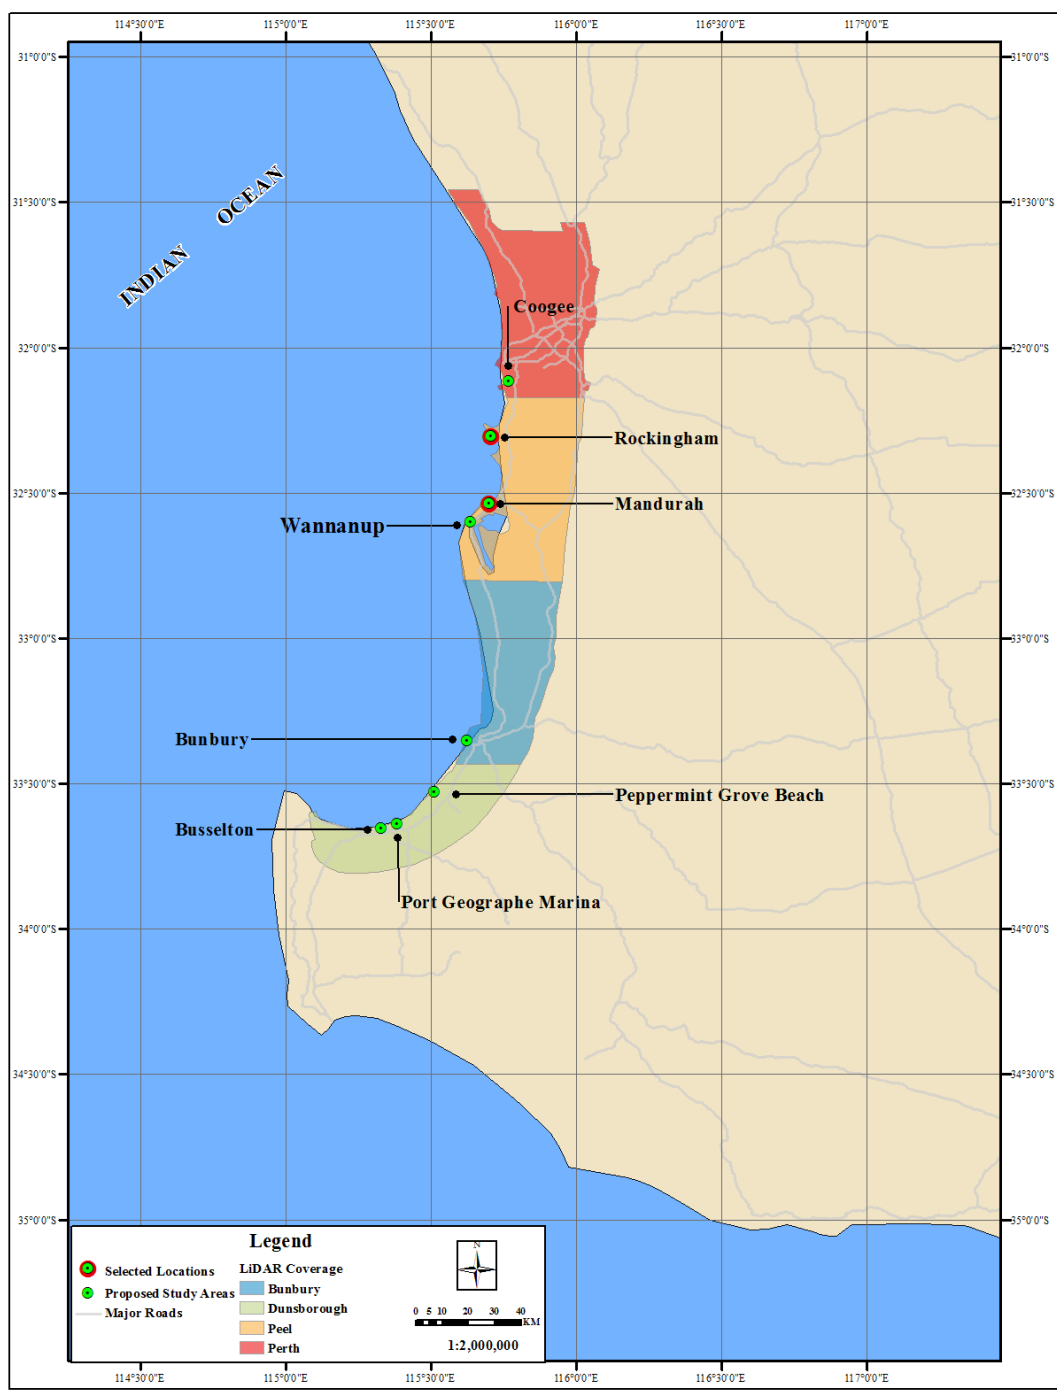 114°30'0"E 115°0'0"E 115°30'0"E 116°0'0"E 116°30'0"E 117°0'0"E
31°0'0"S 31°0'0"S
INDIAN OCEAN
31°30'0"S 31°30'0"S
Coogee
32°0'0"S 32°0'0"S
Rockingham
32°30'0"S 32°30'0"S
Mandurah
Wannanup
33°0'0"S 33°0'0"S
Bunbury
33°30'0"S 33°30'0"S
Peppermint Grove Beach
Busselton
Port Geographe Marina
34°0'0"S 34°0'0"S
34°30'0"S 34°30'0"S
35°0'0"S 35°0'0"S
Legend
Selected Locations
Proposed Study Areas
Major Roads
LiDAR Coverage
Bunbury
Dunsborough
Peel
Perth
N
0 5 10 20 30 40
KM
1:2,000,000
114°30'0"E 115°0'0"E 115°30'0"E 116°0'0"E 116°30'0"E 117°0'0"E